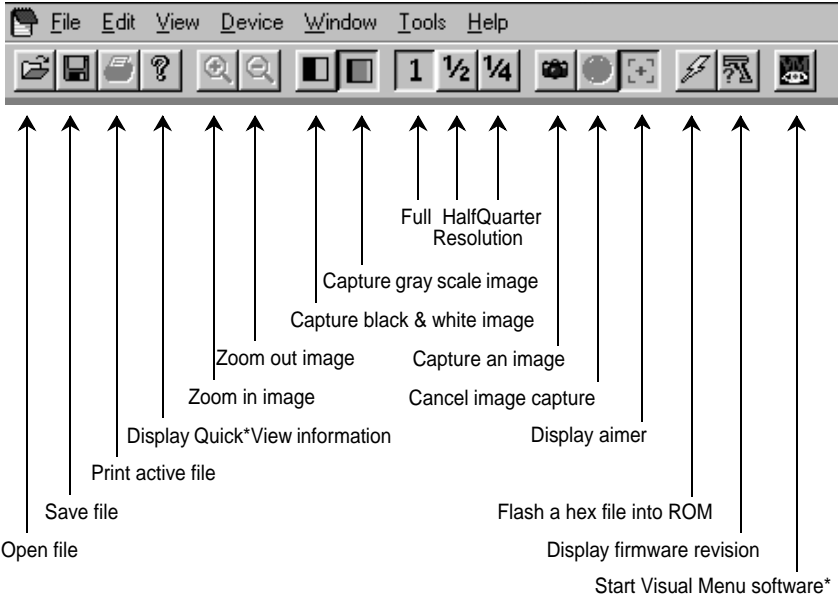 File Edit View Device Window Tools Help
? 1 1/2 1/4 ? VM
Full Half Quarter
Resolution
Capture gray scale image
Capture black & white image
Zoom out image
Capture an image
Zoom in image
Cancel image capture
Display Quick*View information
Display aimer
Print active file
Save file
Flash a hex file into ROM
Open file
Display firmware revision
Start Visual Menu software*